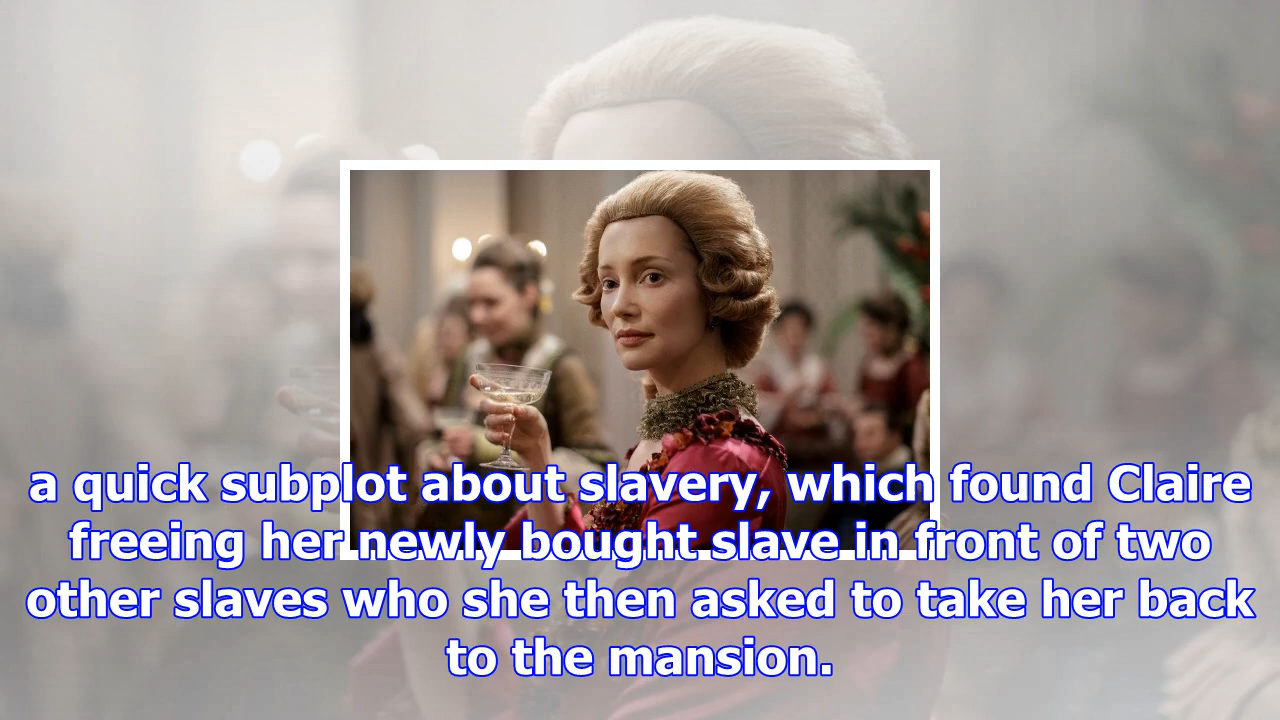 a quick subplot about slavery, which found Claire
freeing her newly bought slave in front of two
other slaves who she then asked to take her back
to the mansion.